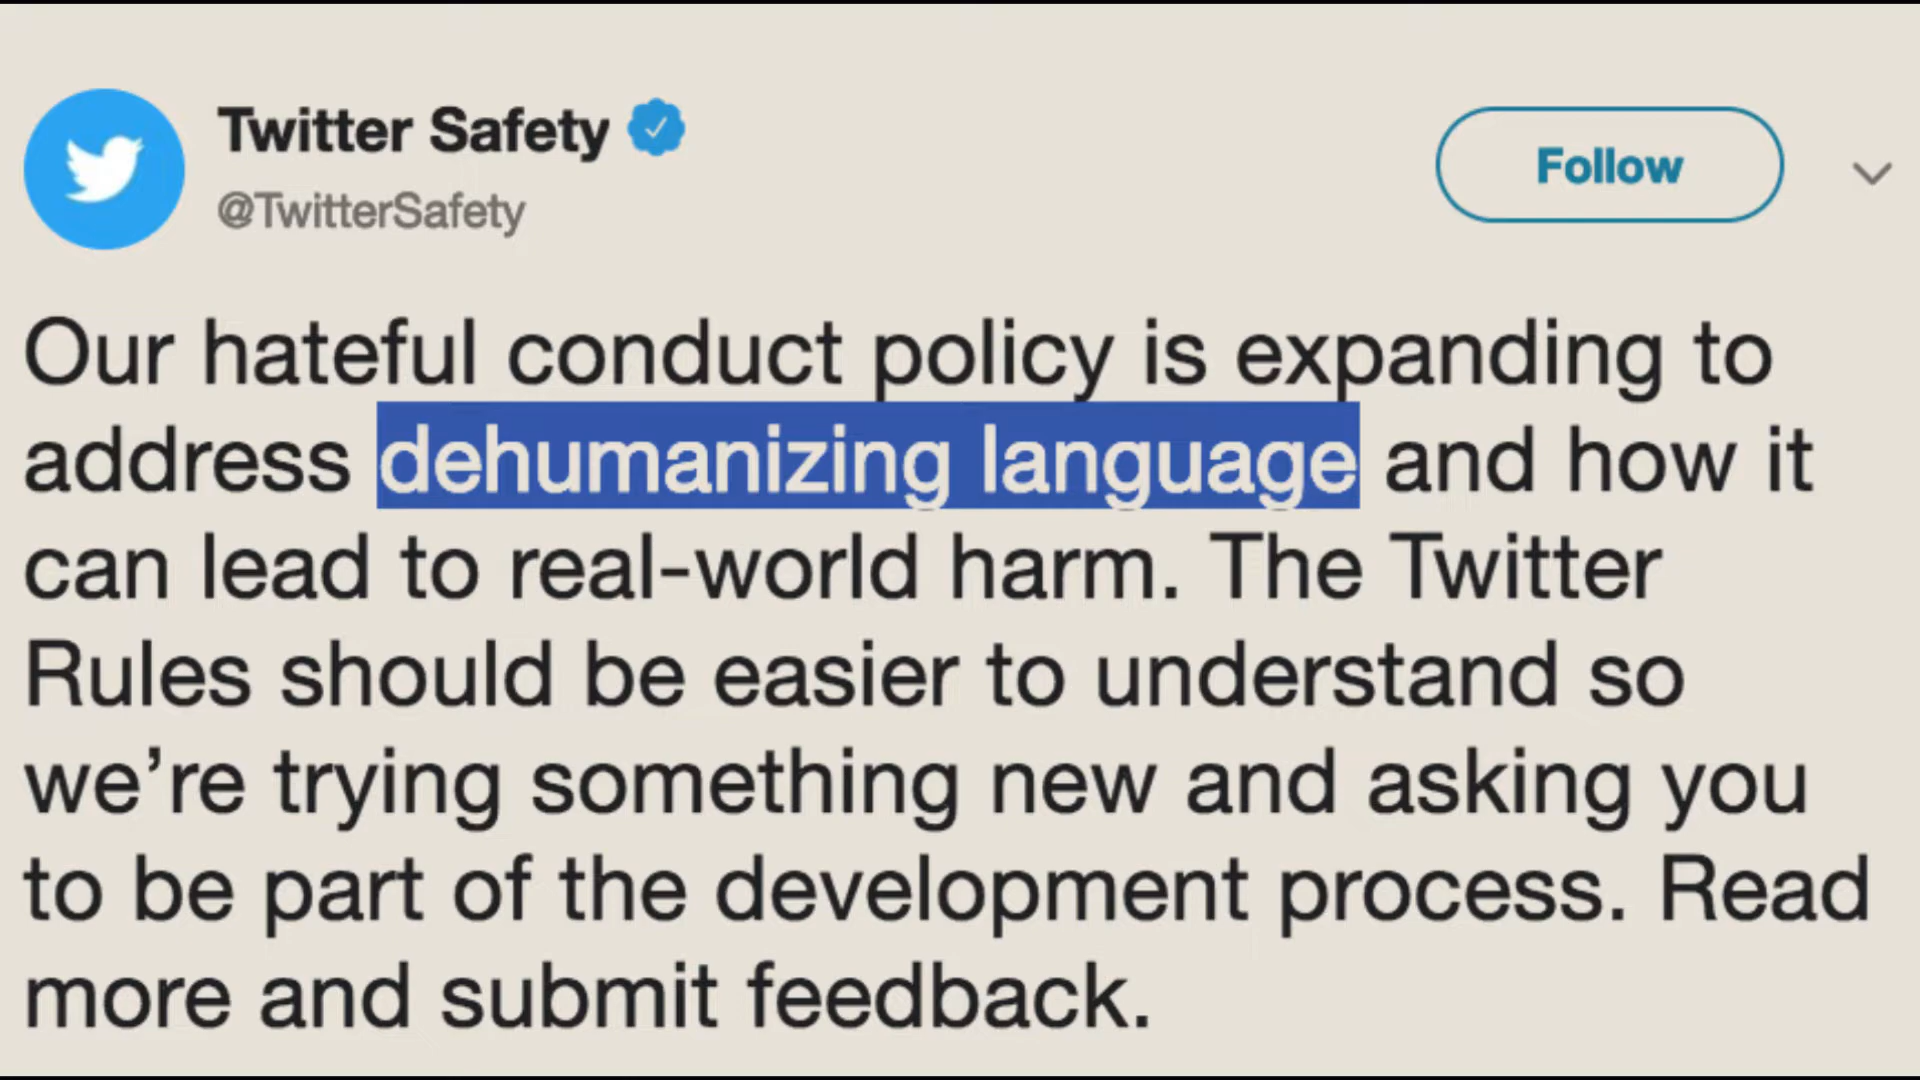 Twitter Safety
@TwitterSafety
Follow
Our hateful conduct policy is expanding to
address dehumanizing language and how it
can lead to real-world harm. The Twitter
Rules should be easier to understand so
we’re trying something new and asking you
to be part of the development process. Read
more and submit feedback.